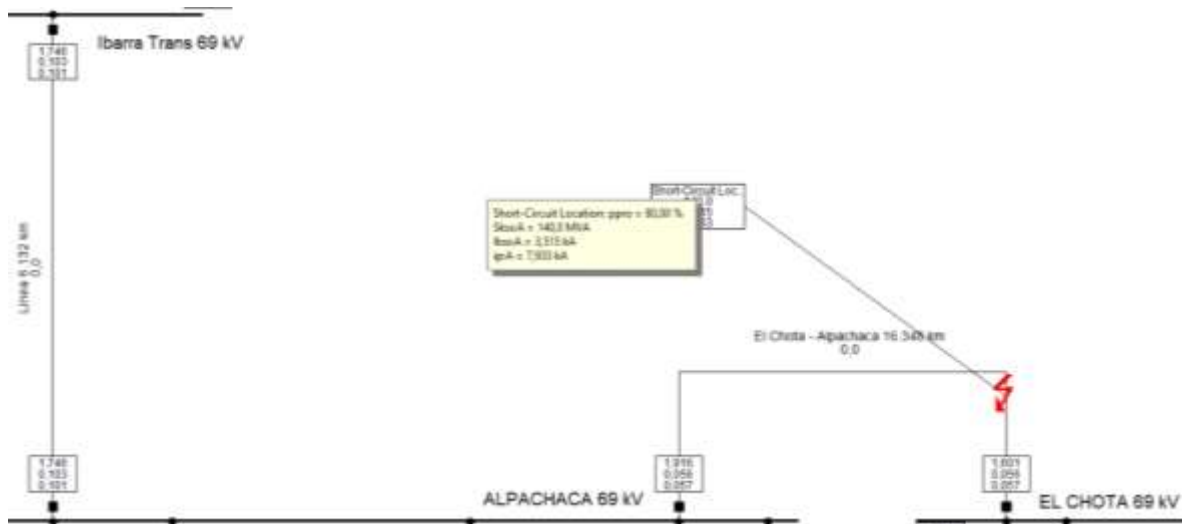 Ibarra Trans 69 kV
1,746
0,103
0,101
Línea 6.132 km
0,0
Short-Circuit Loc...
Short-Circuit Location: ppro = 90,00 %
SkssA = 140,0 MVA
IkssA = 3,515 kA
ipA = 7,933 kA
El Chota - Alpachaca 16.346 km
0,0
1,746
0,103
0,101
ALPACHACA 69 kV
1,916
0,056
0,057
1,601
0,056
0,057
EL CHOTA 69 kV